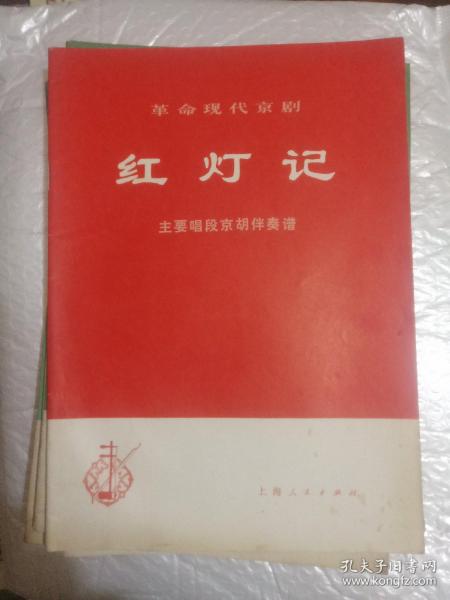 革命现代京剧
红灯记
主要唱段京胡伴奏谱
上海人民出版社
孔夫子旧书网
www.kongfz.com